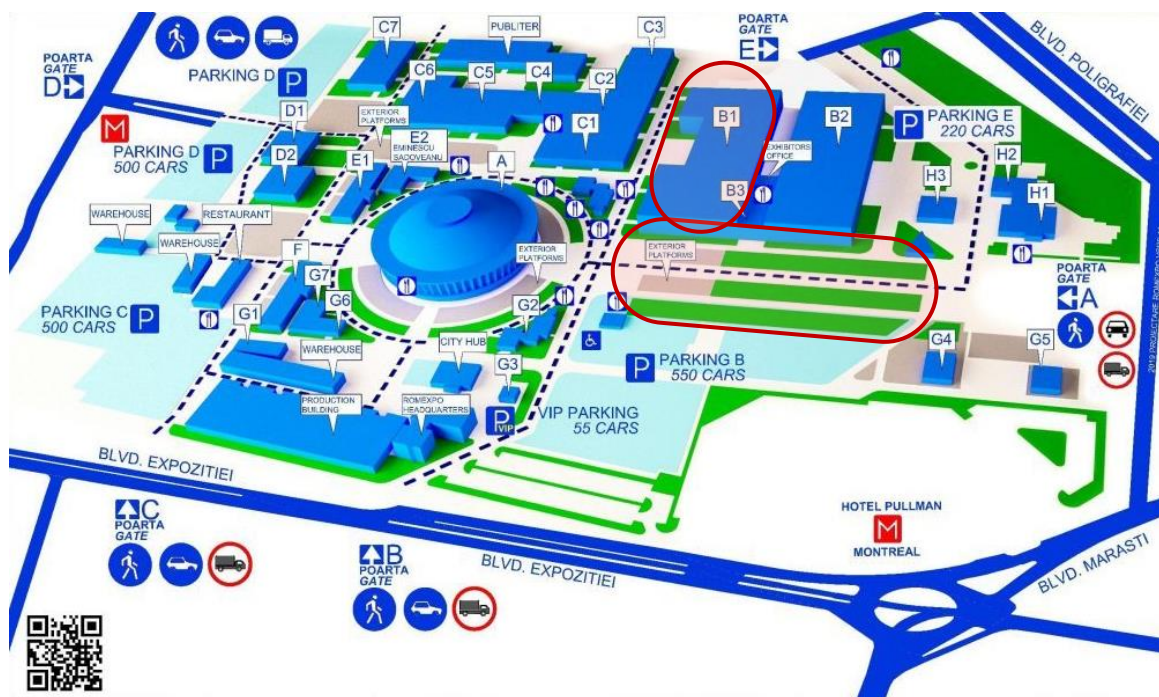 POARTA
GATE
D
PARKING D
P
C7
PUBLITER
C3
POARTA
GATE
E
BLVD. POLIGRAFIEI
C6
C5
C4
C2
D1
EXTERIOR
PLATFORMS
M
PARKING D
500 CARS
P
D2
E1
E2
EMINESCU
SADOVEANU
A
C1
B1
B2
P
PARKING E
220 CARS
EXHIBITORS
OFFICE
B3
H3
H2
H1
WAREHOUSE
RESTAURANT
WAREHOUSE
EXTERIOR
PLATFORMS
EXTERIOR
PLATFORMS
POARTA
GATE
A
F
G7
G6
G1
G2
PARKING C
500 CARS
P
WAREHOUSE
CITY HUB
G3
P
PARKING B
550 CARS
G4
G5
PRODUCTION
BUILDING
ROMEXPO
HEADQUARTERS
P
VIP
VIP PARKING
55 CARS
BLVD. EXPOZITIEI
C
POARTA
GATE
B
POARTA
GATE
BLVD. EXPOZITIEI
HOTEL PULLMAN
M
MONTREAL
BLVD. MARASTI